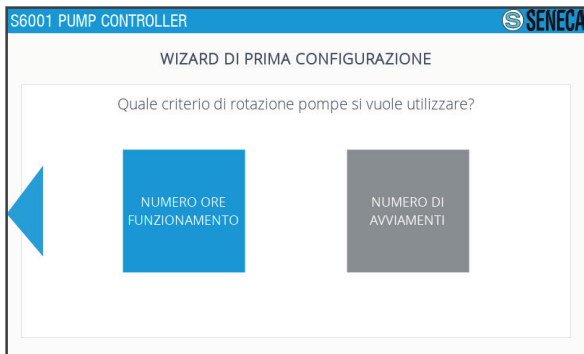 S6001 PUMP CONTROLLER
S SENECA
WIZARD DI PRIMA CONFIGURAZIONE
Quale criterio di rotazione pompe si vuole utilizzare?
NUMERO ORE
FUNZIONAMENTO
NUMERO DI
AVVIAMENTI